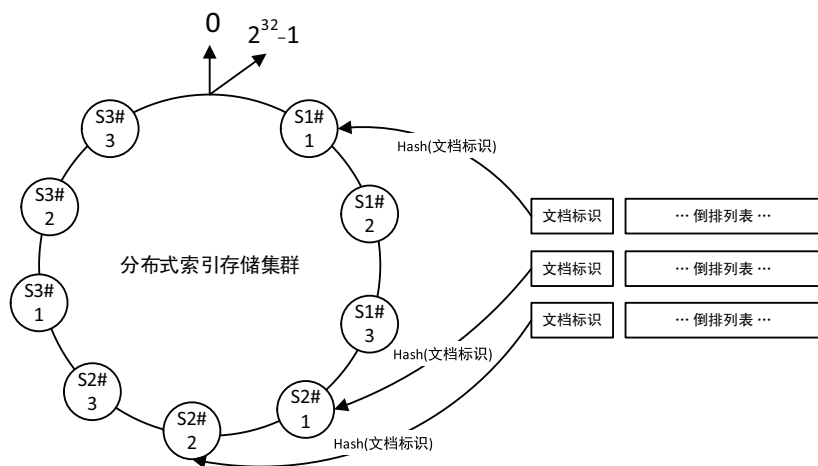 0
2^32-1
S3#
3
S1#
1
Hash(文档标识)
S3#
2
S1#
2
文档标识
… 倒排列表 …
分布式索引存储集群
文档标识
… 倒排列表 …
S3#
1
S1#
3
文档标识
… 倒排列表 …
Hash(文档标识)
S2#
3
S2#
1
S2#
2
Hash(文档标识)